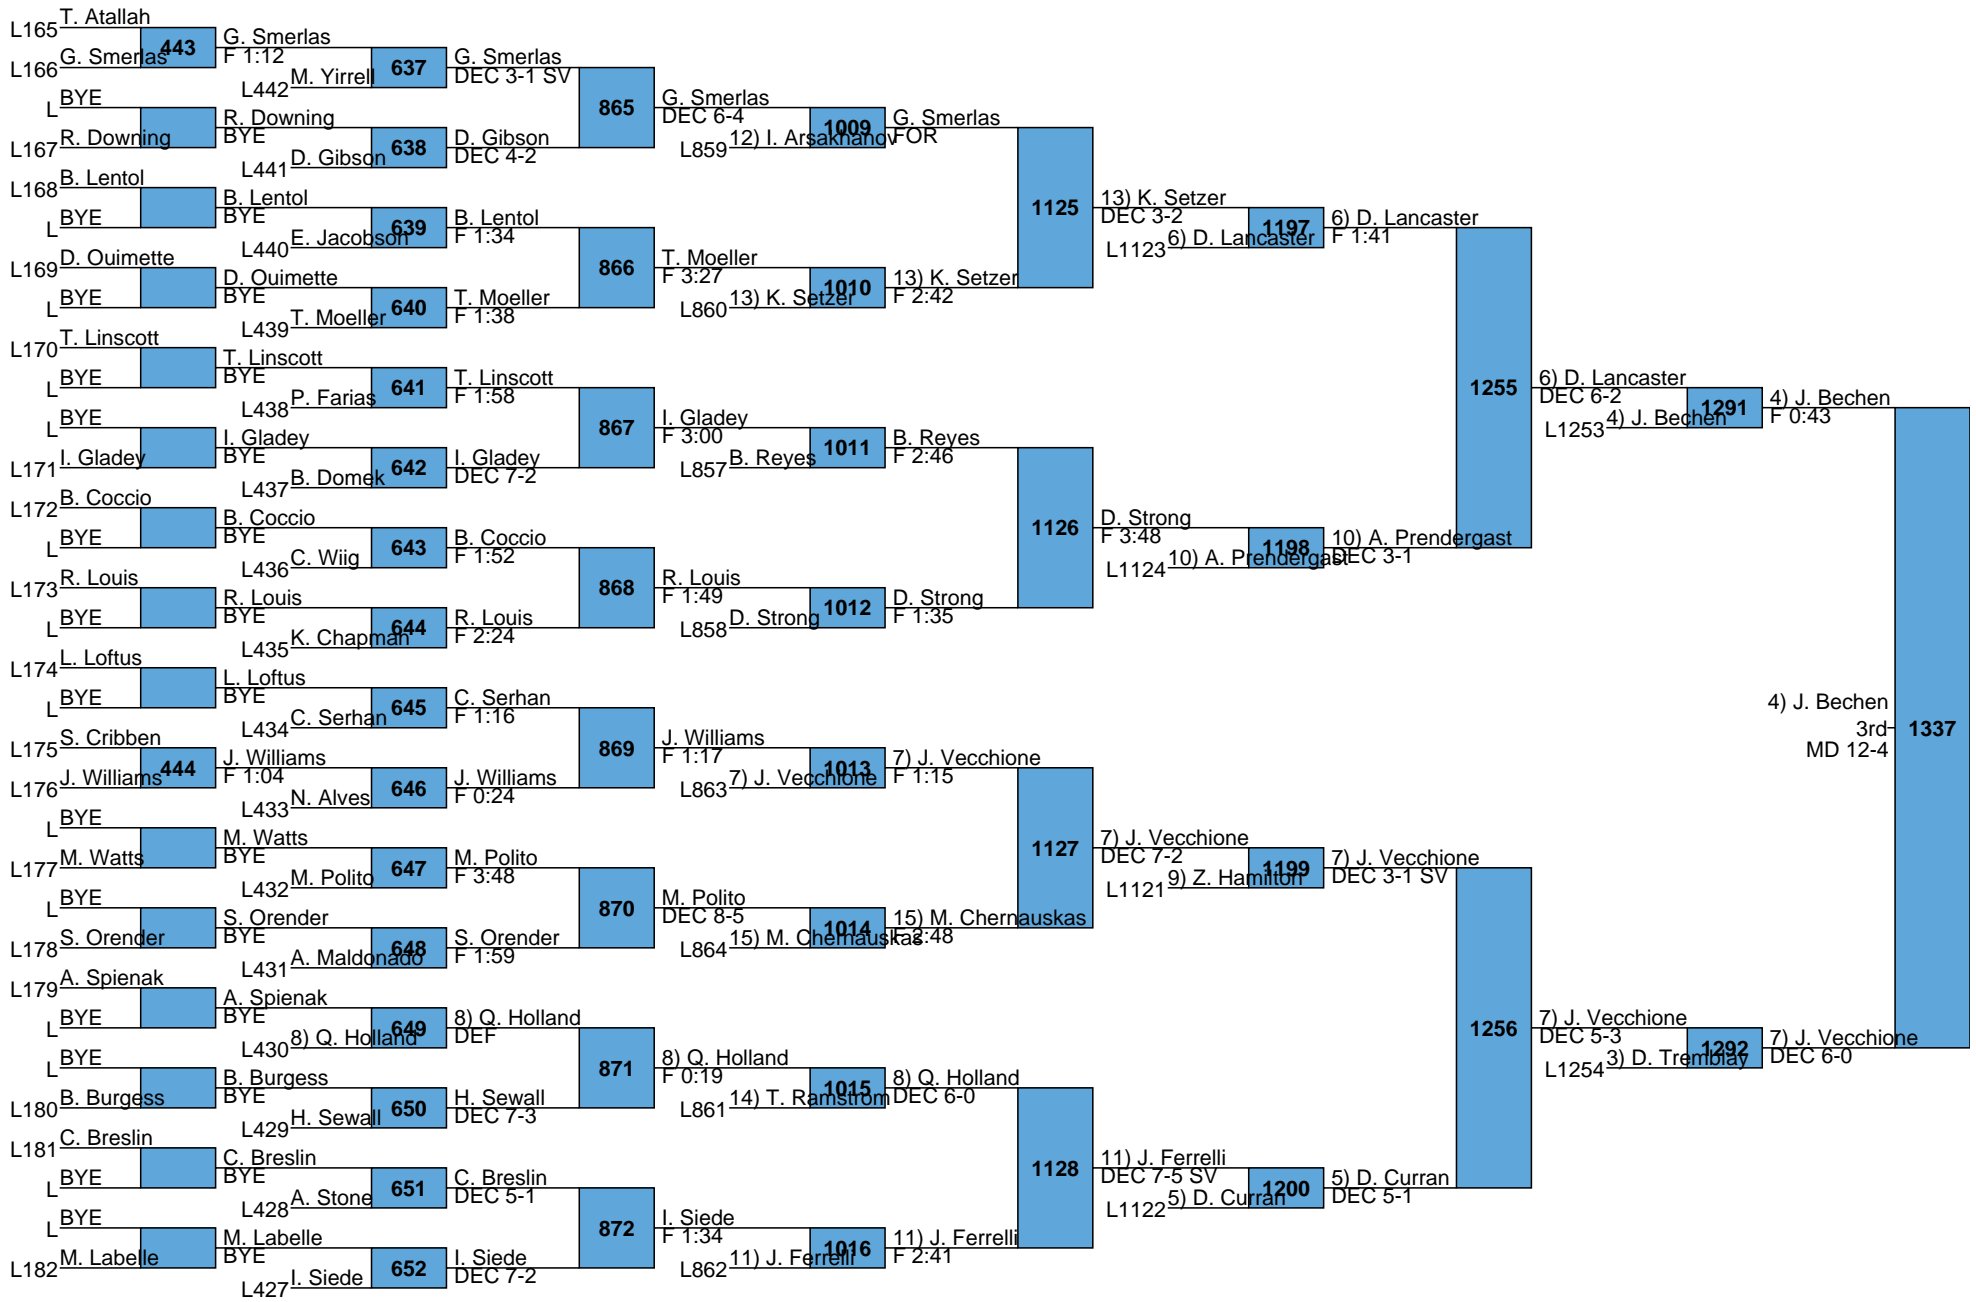 T. Atallah
L165
443
G. Smerlas
F 1:12
L166
G. Smerlas
M. Yirrell
L442
637
G. Smerlas
DEC 3-1 SV
BYE
L
R. Downing
BYE
L167
R. Downing
D. Gibson
L441
638
D. Gibson
DEC 4-2
865
G. Smerlas
DEC 6-4
L859
12) I. Arsakhanov
1009
G. Smerlas
FOR
B. Lentol
L168
BYE
L
B. Lentol
BYE
L440
E. Jacobson
639
B. Lentol
F 1:34
D. Ouimette
L169
BYE
L
D. Ouimette
BYE
L439
T. Moeller
640
T. Moeller
F 1:38
866
T. Moeller
F 3:27
L860
13) K. Setzer
1010
13) K. Setzer
F 2:42
1125
13) K. Setzer
DEC 3-2
L1123
6) D. Lancaster
1197
6) D. Lancaster
F 1:41
T. Linscott
L170
BYE
L
T. Linscott
BYE
L438
P. Farias
641
T. Linscott
F 1:58
BYE
L
L171
I. Gladey
I. Gladey
BYE
L437
B. Domek
642
I. Gladey
DEC 7-2
867
I. Gladey
F 3:00
L857
B. Reyes
1011
B. Reyes
F 2:46
B. Coccio
L172
BYE
L
B. Coccio
BYE
L436
C. Wiig
643
B. Coccio
F 1:52
R. Louis
L173
BYE
L
R. Louis
BYE
L435
K. Chapman
644
R. Louis
F 2:24
868
R. Louis
F 1:49
L858
D. Strong
1012
D. Strong
F 1:35
1126
D. Strong
F 3:48
L1124
10) A. Prendergast
1198
10) A. Prendergast
DEC 3-1
1255
6) D. Lancaster
DEC 6-2
L1253
4) J. Bechen
1291
4) J. Bechen
F 0:43
L. Loftus
L174
BYE
L
L. Loftus
BYE
L434
C. Serhan
645
C. Serhan
F 1:16
S. Cribben
L175
444
L176
J. Williams
J. Williams
F 1:04
L433
N. Alves
646
J. Williams
F 0:24
869
J. Williams
F 1:17
L863
7) J. Vecchione
1013
7) J. Vecchione
F 1:15
BYE
L
L177
M. Watts
M. Watts
BYE
L432
M. Polito
647
M. Polito
F 3:48
BYE
L
L178
S. Orender
S. Orender
BYE
L431
A. Maldonado
648
S. Orender
F 1:59
870
M. Polito
DEC 8-5
L864
15) M. Chernauskas
1014
15) M. Chernauskas
F 2:48
1127
7) J. Vecchione
DEC 7-2
L1121
9) Z. Hamilton
1199
7) J. Vecchione
DEC 3-1 SV
A. Spienak
L179
BYE
L
A. Spienak
BYE
L430
8) Q. Holland
649
8) Q. Holland
DEF
BYE
L
L180
B. Burgess
B. Burgess
BYE
L429
H. Sewall
650
H. Sewall
DEC 7-3
871
8) Q. Holland
F 0:19
L861
14) T. Ramstrom
1015
8) Q. Holland
DEC 6-0
C. Breslin
L181
BYE
L
C. Breslin
BYE
L428
A. Stone
651
C. Breslin
DEC 5-1
BYE
L
L182
M. Labelle
M. Labelle
BYE
L427
I. Siede
652
I. Siede
DEC 7-2
872
I. Siede
F 1:34
L862
11) J. Ferrelli
1016
11) J. Ferrelli
F 2:41
1128
11) J. Ferrelli
DEC 7-5 SV
L1122
5) D. Curran
1200
5) D. Curran
DEC 5-1
1256
7) J. Vecchione
DEC 5-3
L1254
3) D. Tremblay
1292
7) J. Vecchione
DEC 6-0
4) J. Bechen
3rd
MD 12-4
1337